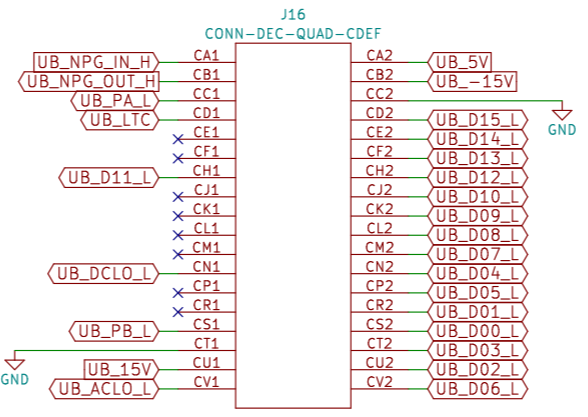 J16
CONN-DEC-QUAD-CDEF
UB_NPG_IN_H CA1 CA2 UB_5V
UB_NPG_OUT_H CB1 CB2 UB_-15V
UB_PA_L CC1 CC2 GND
UB_LTC CD1 CD2 UB_D15_L
CE1 CE2 UB_D14_L
CF1 CF2 UB_D13_L
UB_D11_L CH1 CH2 UB_D12_L
CJ1 CJ2 UB_D10_L
CK1 CK2 UB_D09_L
CL1 CL2 UB_D08_L
CM1 CM2 UB_D07_L
UB_DCLO_L CN1 CN2 UB_D04_L
CP1 CP2 UB_D05_L
CR1 CR2 UB_D01_L
UB_PB_L CS1 CS2 UB_D00_L
GND CT1 CT2 UB_D03_L
UB_15V CU1 CU2 UB_D02_L
UB_ACLO_L CV1 CV2 UB_D06_L